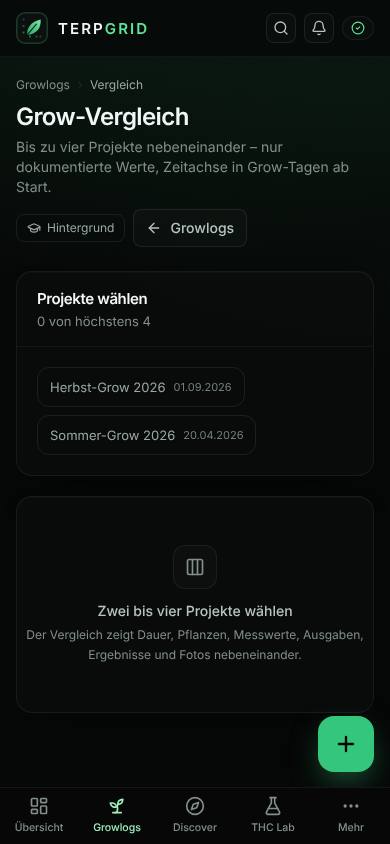 TERPGRID
Growlogs > Vergleich
Grow-Vergleich
Bis zu vier Projekte nebeneinander – nur
dokumentierte Werte, Zeitachse in Grow-Tagen ab
Start.
Hintergrund
← Growlogs
Projekte wählen
0 von höchstens 4
Herbst-Grow 2026 01.09.2026
Sommer-Grow 2026 20.04.2026
Zwei bis vier Projekte wählen
Der Vergleich zeigt Dauer, Pflanzen, Messwerte, Ausgaben,
Ergebnisse und Fotos nebeneinander.
Übersicht Growlogs Discover THC Lab Mehr